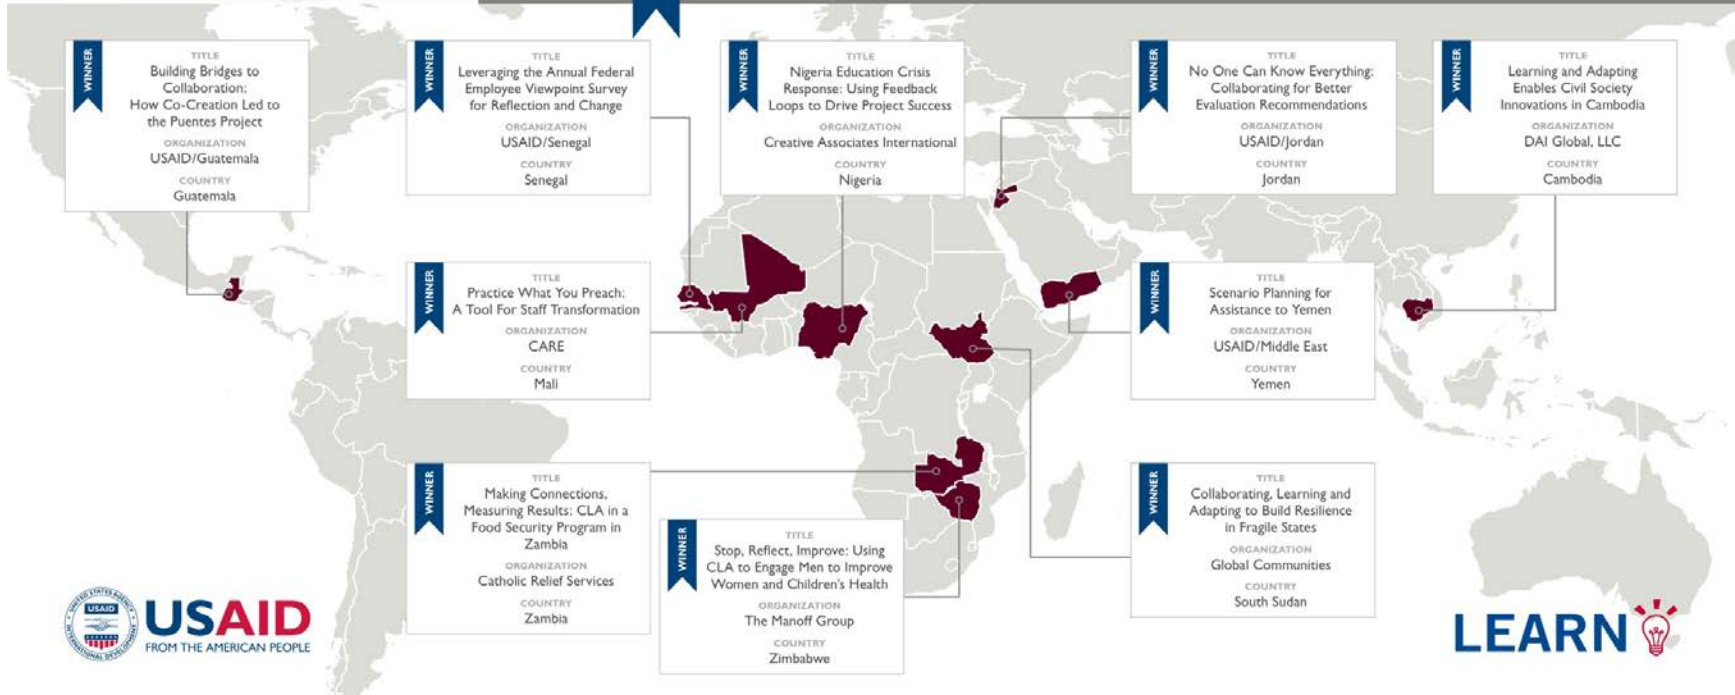 WINNER
TITLE
Building Bridges to
Collaboration:
How Co-Creation Led to
the Puentes Project
ORGANIZATION
USAID/Guatemala
COUNTRY
Guatemala
WINNER
TITLE
Leveraging the Annual Federal
Employee Viewpoint Survey
for Reflection and Change
ORGANIZATION
USAID/Senegal
COUNTRY
Senegal
WINNER
TITLE
Nigeria Education Crisis
Response: Using Feedback
Loops to Drive Project Success
ORGANIZATION
Creative Associates International
COUNTRY
Nigeria
WINNER
TITLE
No One Can Know Everything:
Collaborating for Better
Evaluation Recommendations
ORGANIZATION
USAID/Jordan
COUNTRY
Jordan
WINNER
TITLE
Learning and Adapting
Enables Civil Society
Innovations in Cambodia
ORGANIZATION
DAI Global, LLC
COUNTRY
Cambodia
WINNER
TITLE
Practice What You Preach:
A Tool For Staff Transformation
ORGANIZATION
CARE
COUNTRY
Mali
WINNER
TITLE
Scenario Planning for
Assistance to Yemen
ORGANIZATION
USAID/Middle East
COUNTRY
Yemen
WINNER
TITLE
Making Connections,
Measuring Results: CLA in a
Food Security Program in
Zambia
ORGANIZATION
Catholic Relief Services
COUNTRY
Zambia
WINNER
TITLE
Stop, Reflect, Improve: Using
CLA to Engage Men to Improve
Women and Children's Health
ORGANIZATION
The Manoff Group
COUNTRY
Zimbabwe
WINNER
TITLE
Collaborating, Learning and
Adapting to Build Resilience
in Fragile States
ORGANIZATION
Global Communities
COUNTRY
South Sudan
UNITED STATES AGENCY
USAID
INTERNATIONAL DEVELOPMENT
USAID
FROM THE AMERICAN PEOPLE
LEARN